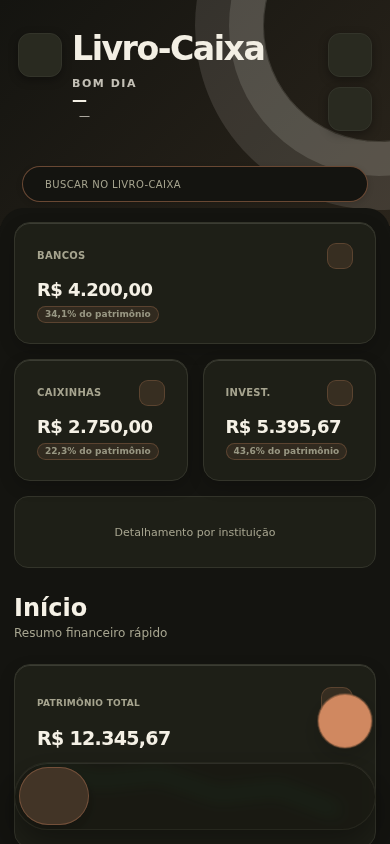 Livro-Caixa
BOM DIA
—
—
BUSCAR NO LIVRO-CAIXA
BANCOS
R$ 4.200,00
34,1% do patrimônio
CAIXINHAS
R$ 2.750,00
22,3% do patrimônio
INVEST.
R$ 5.395,67
43,6% do patrimônio
Detalhamento por instituição
Início
Resumo financeiro rápido
PATRIMÔNIO TOTAL
R$ 12.345,67